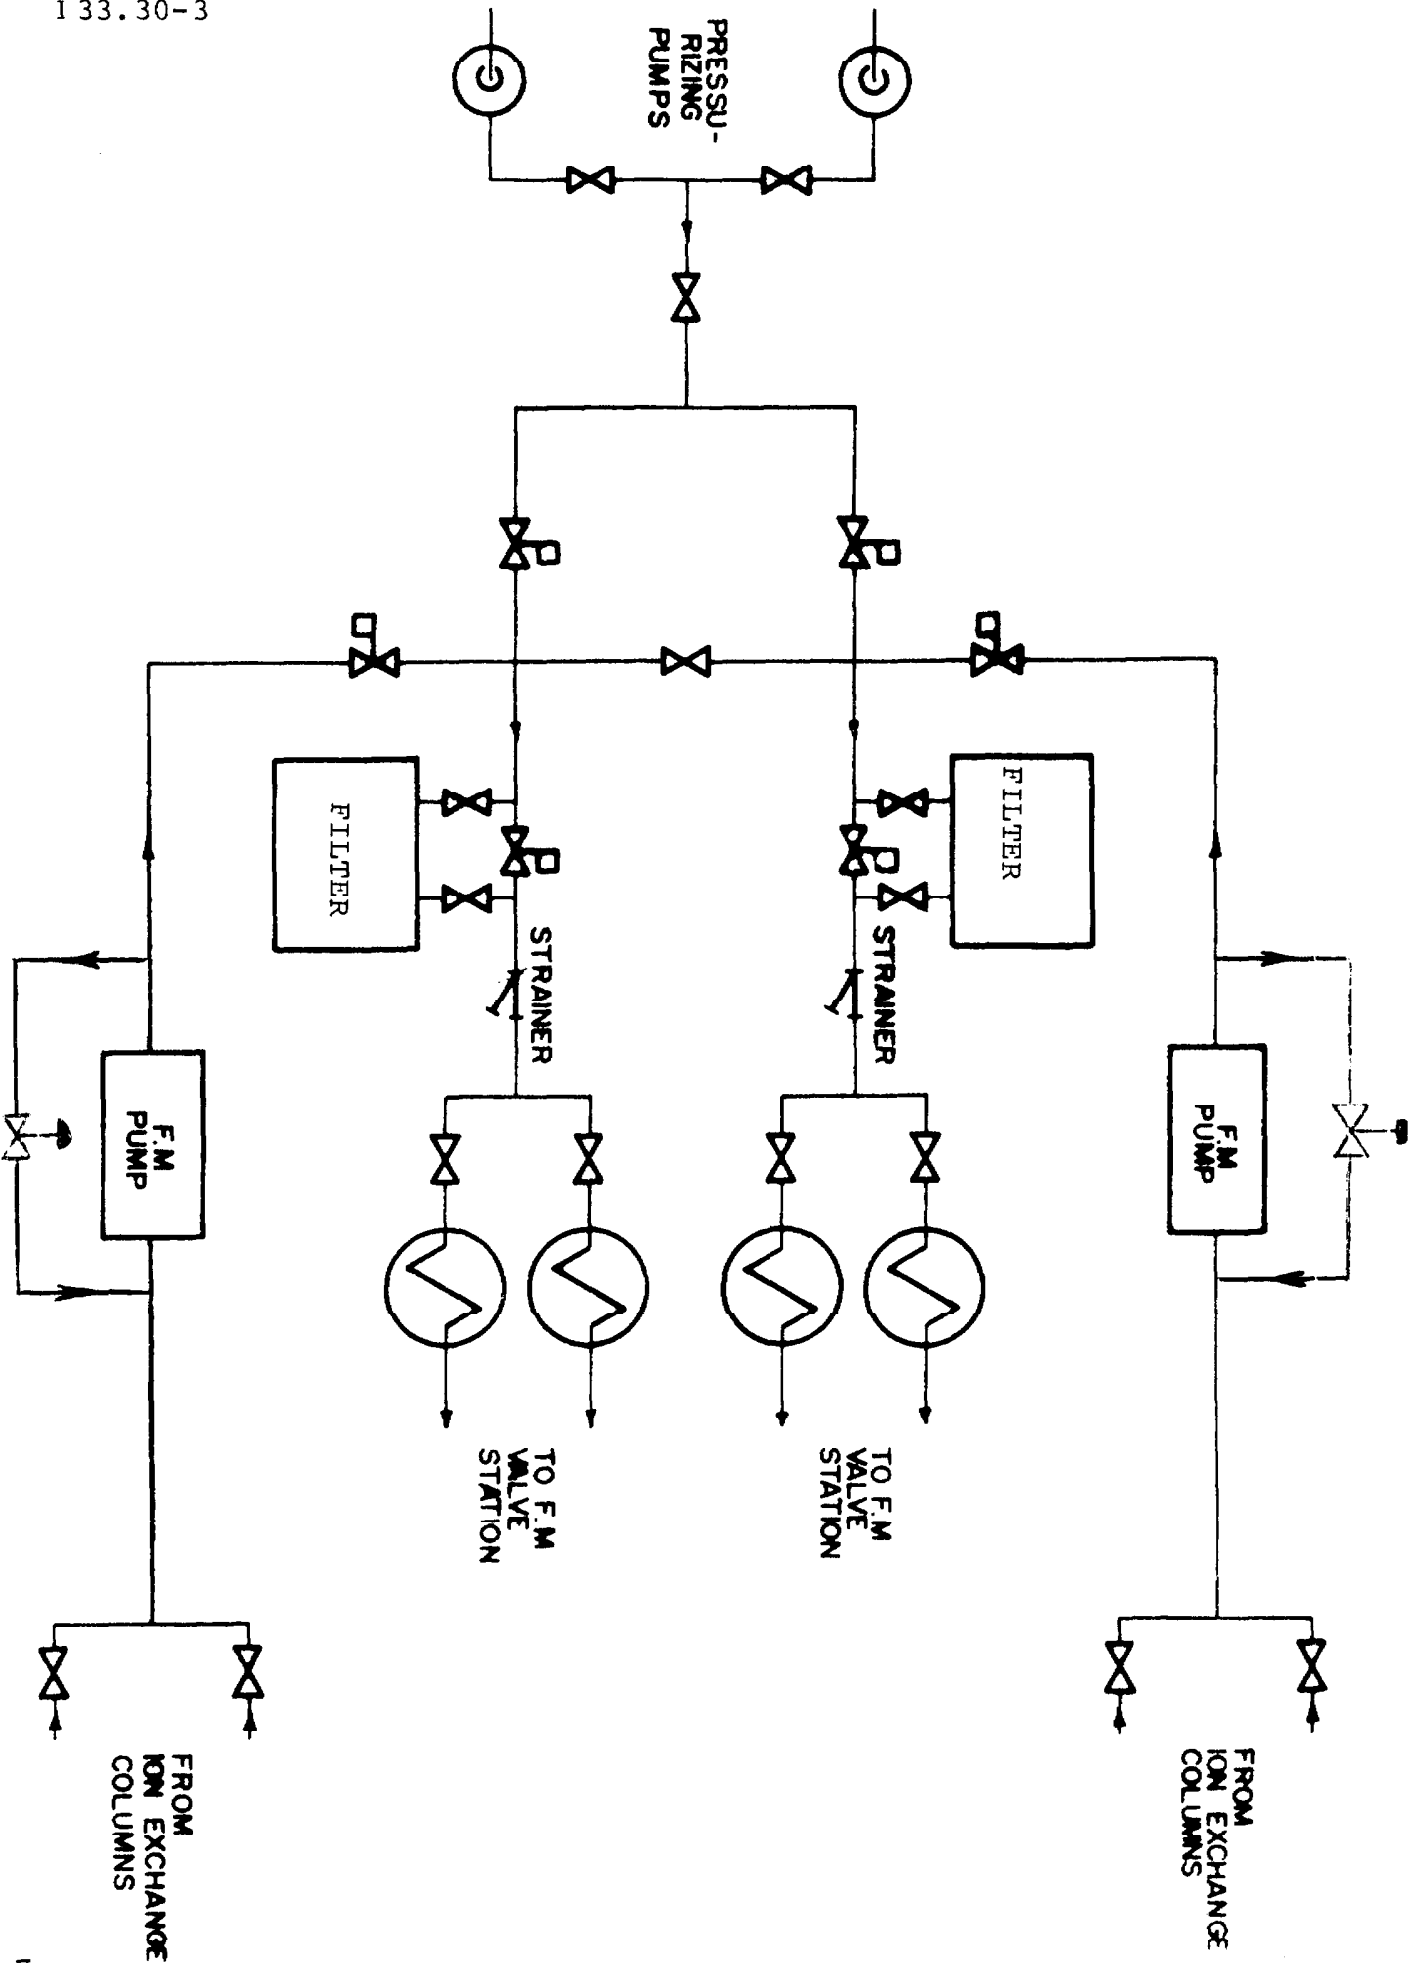 I 33.30-3
PRESSU-
RIZING
PUMPS
FILTER
FILTER
STRAINER
STRAINER
F.M
PUMP
F.M
PUMP
TO F.M
VALVE
STATION
TO F.M
VALVE
STATION
FROM
ION EXCHANGE
COLUMNS
FROM
ION EXCHANGE
COLUMNS